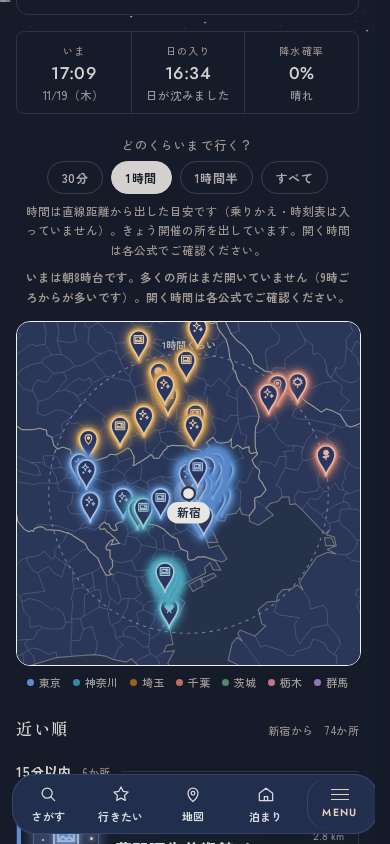 いま
日の入り
降水確率
17:09
16:34
0%
11/19（木）
日が沈みました
晴れ
どのくらいまで行く？
30分
1時間
1時間半
すべて
時間は直線距離から出した目安です（乗りかえ・時刻表は入
っていません）。きょう開催の所を出しています。開く時間
は各公式でご確認ください。
いまは朝8時台です。多くの所はまだ開いていません（9時ご
ろからが多いです）。開く時間は各公式でご確認ください。
1時間くらい
新宿
東京
神奈川
埼玉
千葉
茨城
栃木
群馬
近い順
新宿から 74か所
15分以内 6か所
さがす
行きたい
地図
泊まり
MENU
2.8 km